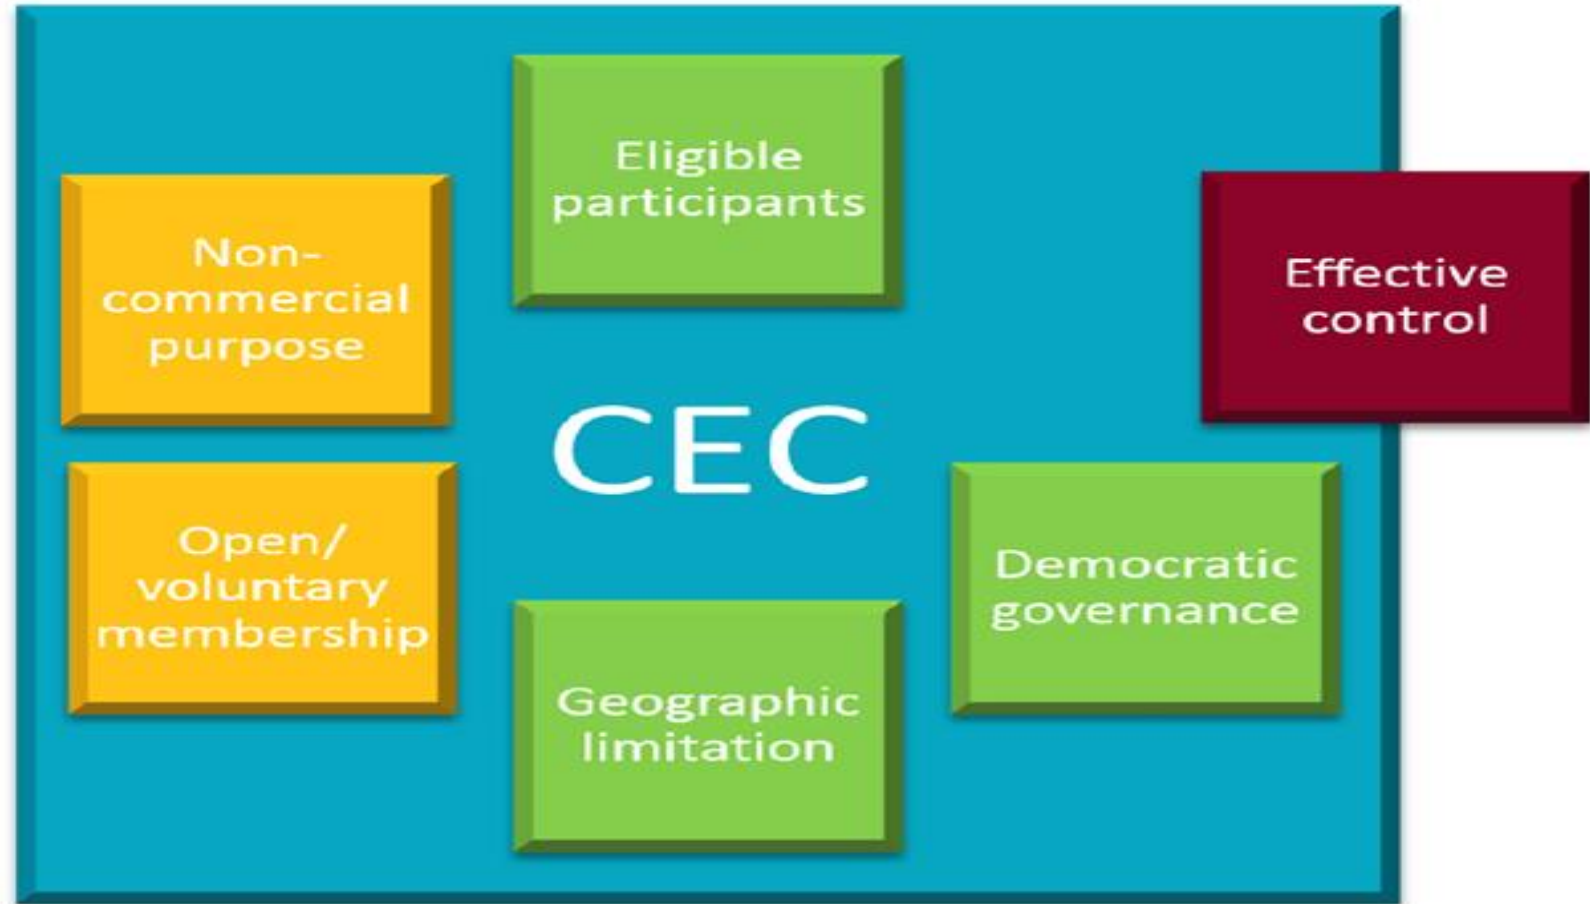 Eligible
participants
Non-
commercial
purpose
Effective
control
CEC
Open/
voluntary
membership
Democratic
governance
Geographic
limitation